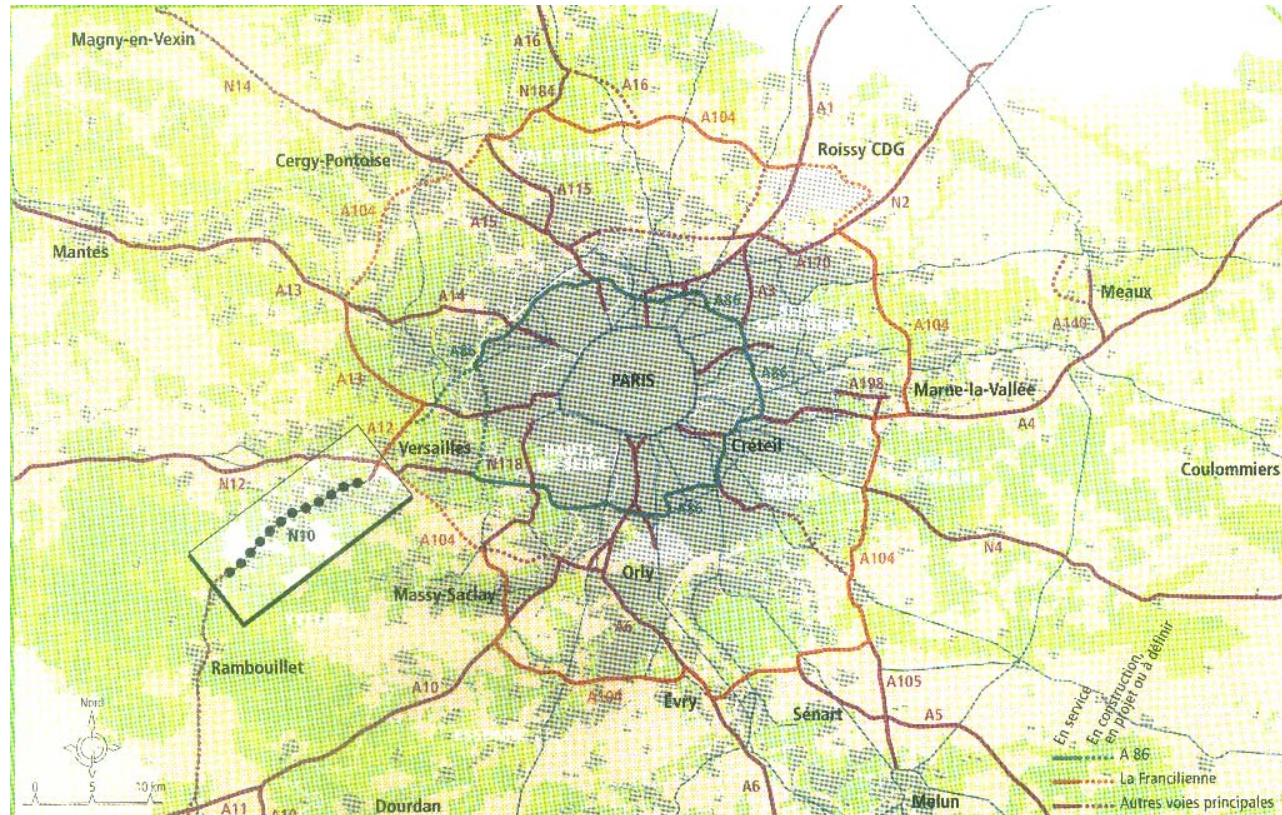 Magny-en-Vexin
A16
N14
N184
A16
A104
A1
Roissy CDG
Cergy-Pontoise
A115
A104
A15
N2
Mantes
A13
A14
A170
A3
A86
Meaux
A104
A140
A86
PARIS
A86
A13
A198
Marne-la-Vallée
A12
A4
Versailles
Créteil
N118
Coulommiers
N12
A86
N10
A104
N4
A104
Orly
Massy-Saclay
A6
Rambouillet
A10
A104
Evry
A105
Sénart
A5
Nord
En service
En construction,
en projet ou à définir
A 86
0 5 10 km
La Francilienne
A11
A10
Dourdan
A6
Melun
Autres voies principales